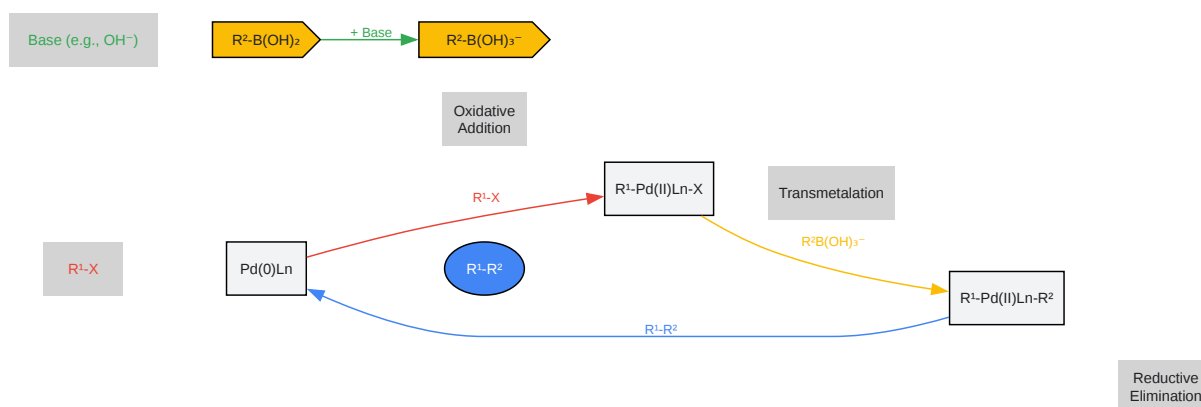 Base (e.g., OH⁻)
R²-B(OH)₂
+ Base
R²-B(OH)₃⁻
Oxidative
Addition
R¹-X
R¹-Pd(II)Ln-X
Transmetalation
R²B(OH)₃⁻
R¹-X
Pd(0)Ln
R¹-R²
R¹-Pd(II)Ln-R²
R¹-R²
Reductive
Elimination